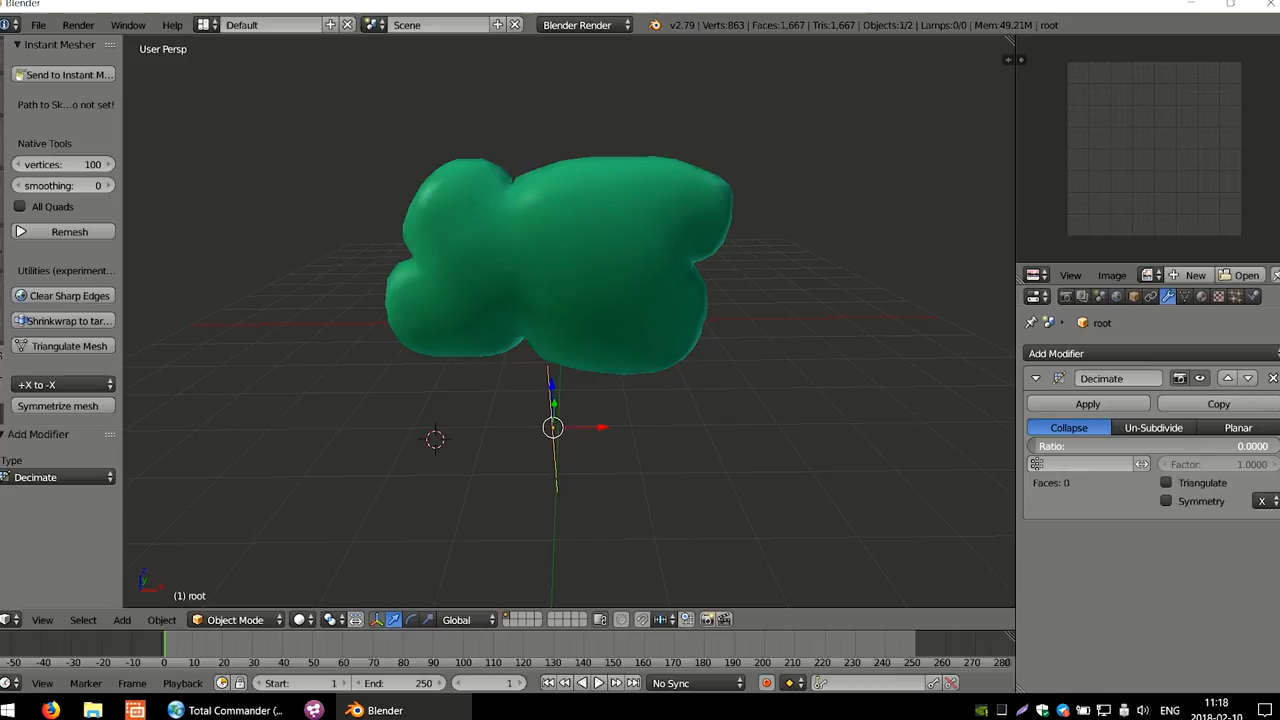 Blender
File Render Window Help Default Scene Blender Render v2.79 | Verts:863 | Faces:1,667 | Tris:1,667 | Objects:1/2 | Lamps:0/0 | Mem:49.21M | root
Instant Mesher
User Persp
Send to Instant M...
Path to Sk...o not set!
Native Tools
vertices: 100
smoothing: 0
All Quads
Remesh
Utilities (experiment...
Clear Sharp Edges
Shrinkwrap to tar...
Triangulate Mesh
+X to -X
Symmetrize mesh
Add Modifier
Type
Decimate
View Image New Open
root
Add Modifier
Decimate
Apply Copy
Collapse Un-Subdivide Planar
Ratio: 0.0000
Factor: 1.0000
Faces: 0 Triangulate
Symmetry X
z
y
x
(1) root
View Select Add Object Object Mode Global
-50 -40 -30 -20 -10 0 10 20 30 40 50 60 70 80 90 100 110 120 130 140 150 160 170 180 190 200 210 220 230 240 250 260 270 280
View Marker Frame Playback Start: 1 End: 250 1 No Sync
Total Commander (... Blender ENG 11:18
2018-02-10